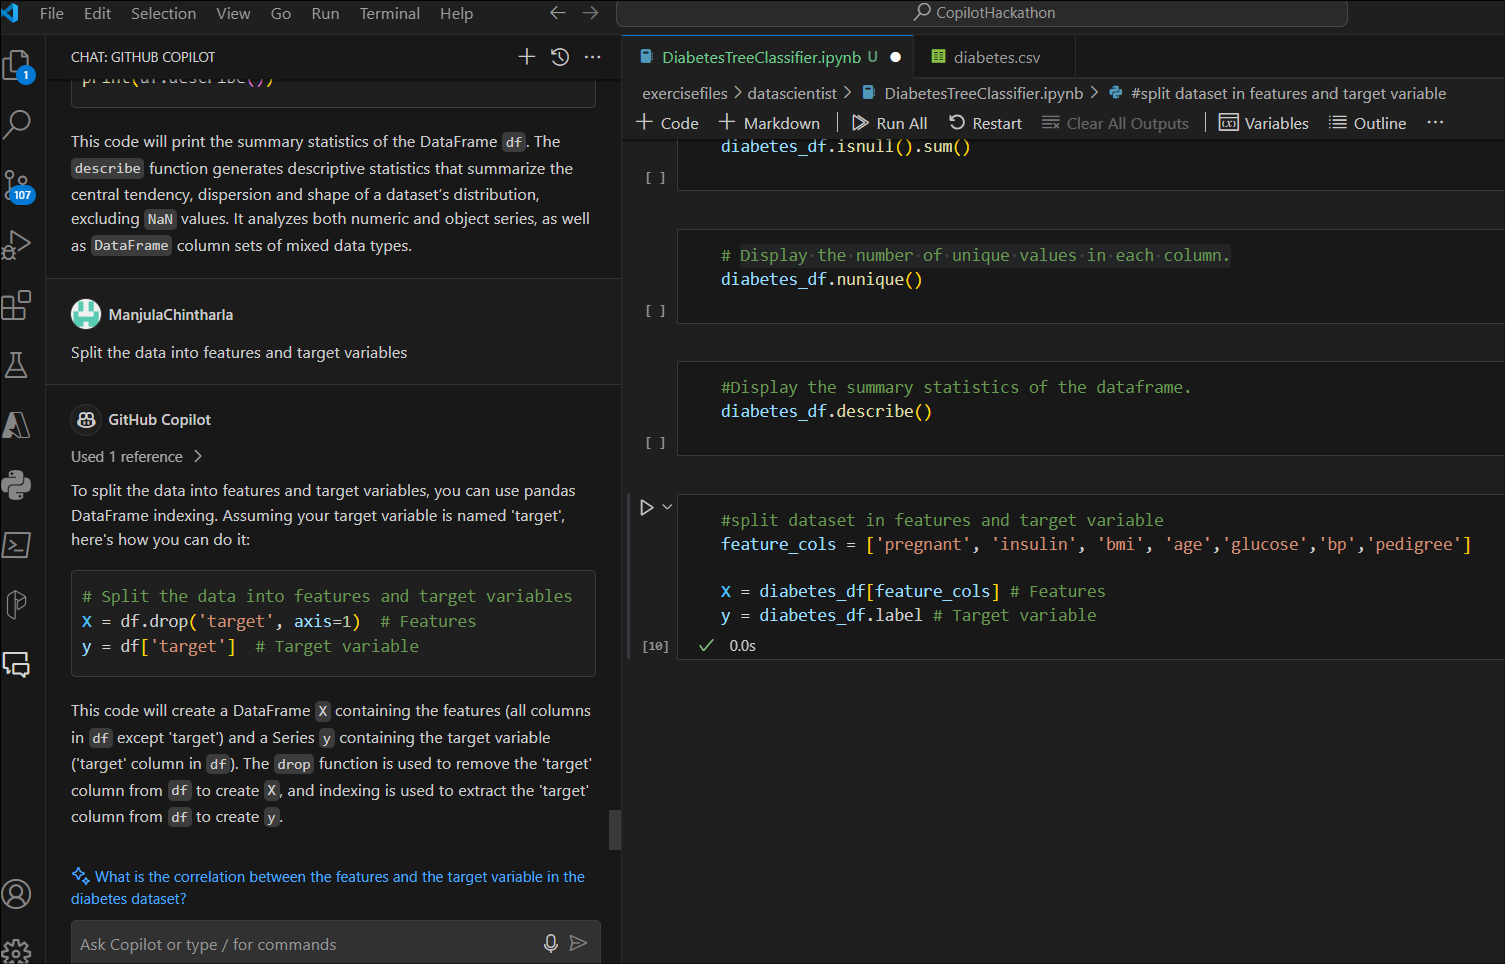 File Edit Selection View Go Run Terminal Help
CopilotHackathon
CHAT: GITHUB COPILOT
print(df.describe())
This code will print the summary statistics of the DataFrame df. The
describe function generates descriptive statistics that summarize the
central tendency, dispersion and shape of a dataset’s distribution,
excluding NaN values. It analyzes both numeric and object series, as well
as DataFrame column sets of mixed data types.
ManjulaChintharla
Split the data into features and target variables
GitHub Copilot
Used 1 reference
To split the data into features and target variables, you can use pandas
DataFrame indexing. Assuming your target variable is named 'target',
here's how you can do it:
# Split the data into features and target variables
X = df.drop('target', axis=1)  # Features
y = df['target']  # Target variable
This code will create a DataFrame X containing the features (all columns
in df except 'target') and a Series y containing the target variable
('target' column in df). The drop function is used to remove the 'target'
column from df to create X, and indexing is used to extract the 'target'
column from df to create y.
What is the correlation between the features and the target variable in the
diabetes dataset?
Ask Copilot or type / for commands
1
107
DiabetesTreeClassifier.ipynb U
diabetes.csv
exercisefiles > datascientist > DiabetesTreeClassifier.ipynb > #split dataset in features and target variable
+ Code + Markdown | Run All Restart Clear All Outputs | Variables Outline ...
diabetes_df.isnull().sum()
[ ]
# Display the number of unique values in each column.
diabetes_df.nunique()
[ ]
#Display the summary statistics of the dataframe.
diabetes_df.describe()
[ ]
#split dataset in features and target variable
feature_cols = ['pregnant', 'insulin', 'bmi', 'age','glucose','bp','pedigree']
X = diabetes_df[feature_cols] # Features
y = diabetes_df.label # Target variable
[10] ✓ 0.0s